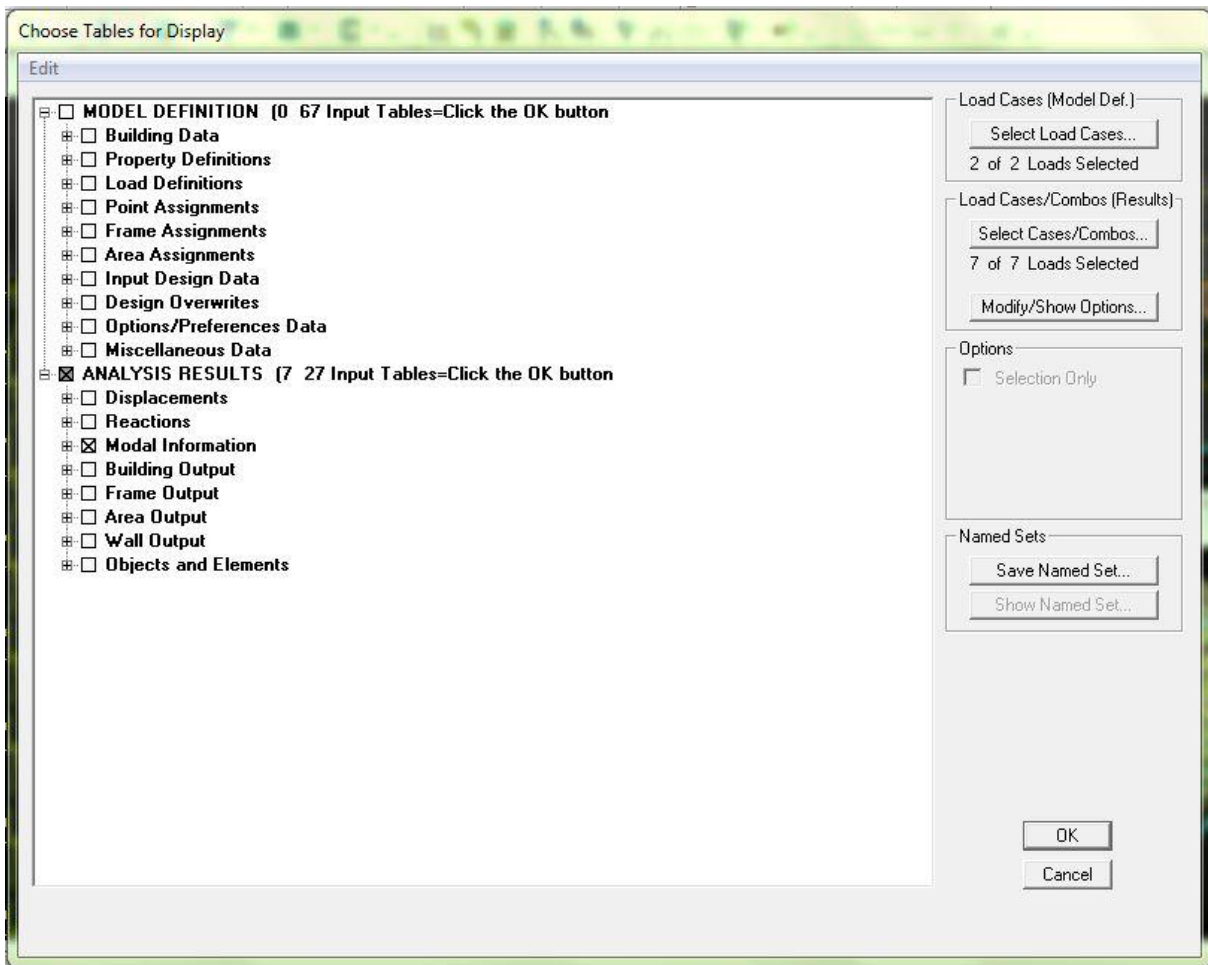 Choose Tables for Display
Edit
MODEL DEFINITION (0 67 Input Tables=Click the OK button
Building Data
Property Definitions
Load Definitions
Point Assignments
Frame Assignments
Area Assignments
Input Design Data
Design Overwrites
Options/Preferences Data
Miscellaneous Data
ANALYSIS RESULTS (7 27 Input Tables=Click the OK button
Displacements
Reactions
Modal Information
Building Output
Frame Output
Area Output
Wall Output
Objects and Elements
Load Cases (Model Def.)
Select Load Cases...
2 of 2 Loads Selected
Load Cases/Combos (Results)
Select Cases/Combos...
7 of 7 Loads Selected
Modify/Show Options...
Options
Selection Only
Named Sets
Save Named Set...
Show Named Set...
OK
Cancel